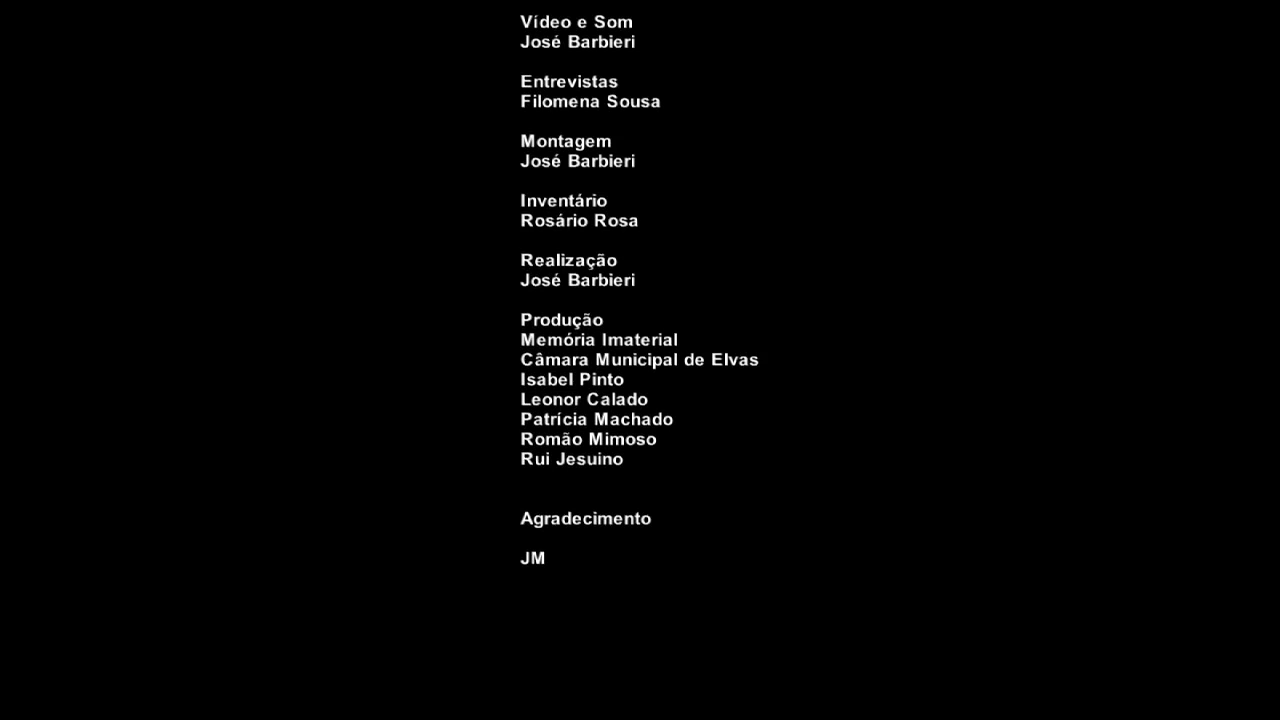 Vídeo e Som
José Barbieri
Entrevistas
Filomena Sousa
Montagem
José Barbieri
Inventário
Rosário Rosa
Realização
José Barbieri
Produção
Memória Imaterial
Câmara Municipal de Elvas
Isabel Pinto
Leonor Calado
Patrícia Machado
Romão Mimoso
Rui Jesuino
Agradecimento
JM